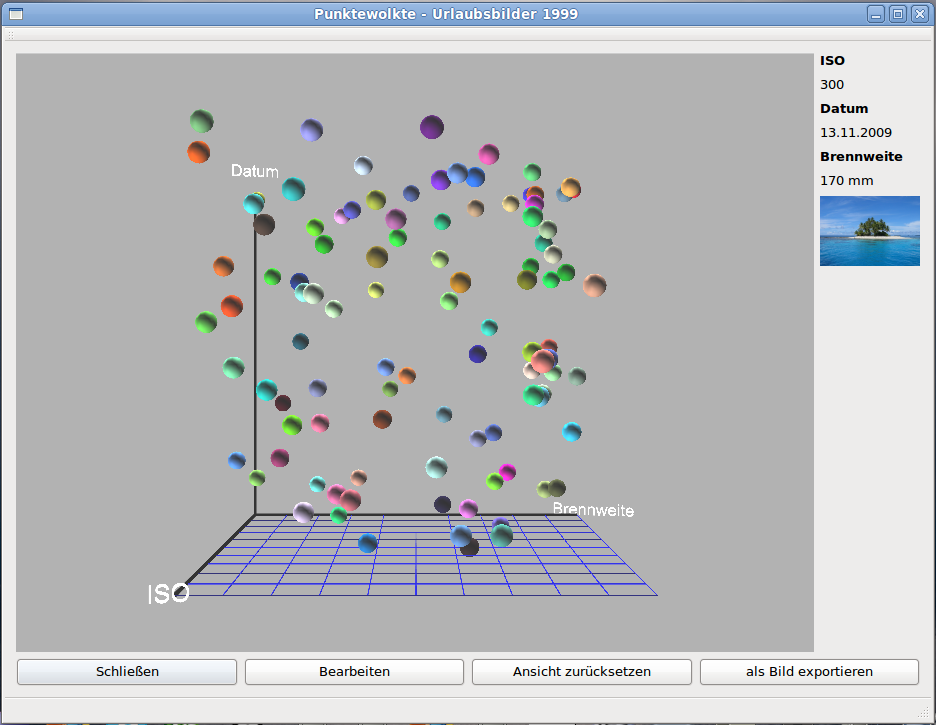 Punktewolkte - Urlaubsbilder 1999
ISO
300
Datum
13.11.2009
Brennweite
170 mm
Datum
Brennweite
ISO
Schließen
Bearbeiten
Ansicht zurücksetzen
als Bild exportieren